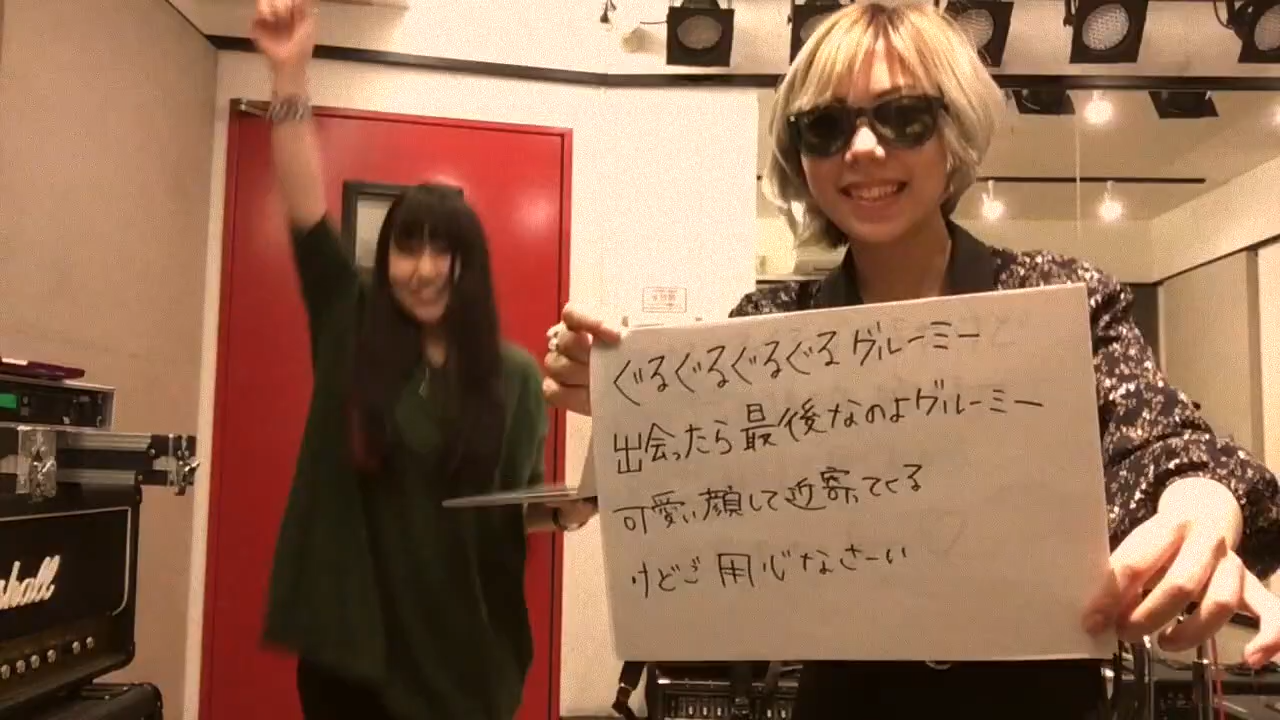 ぐるぐるぐるぐるグルーミー
出会ったら最後なのよグルーミー
可愛い顔して近寄ってくる
けどご用心なさーい
shall